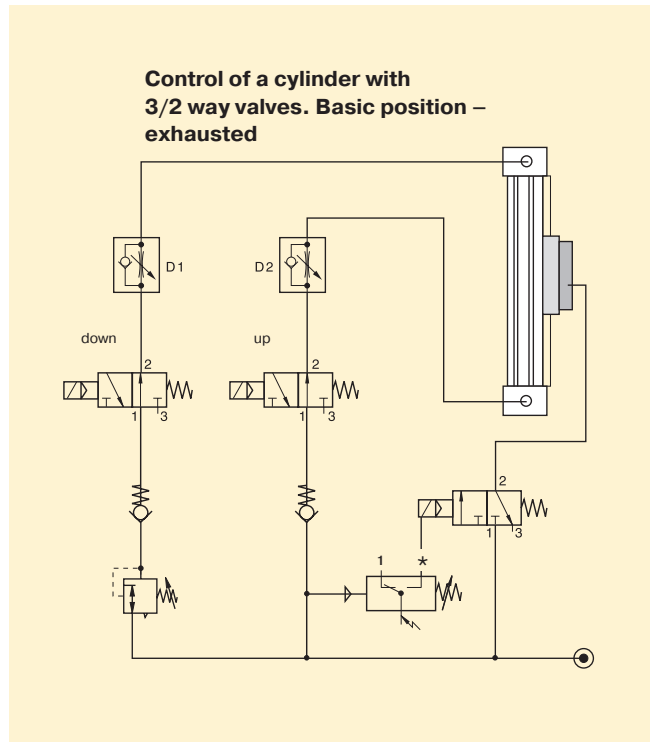 Control of a cylinder with
3/2 way valves. Basic position –
exhausted
D1
D2
down
up
2
2
1 3
1 3
2
1 3
1 *